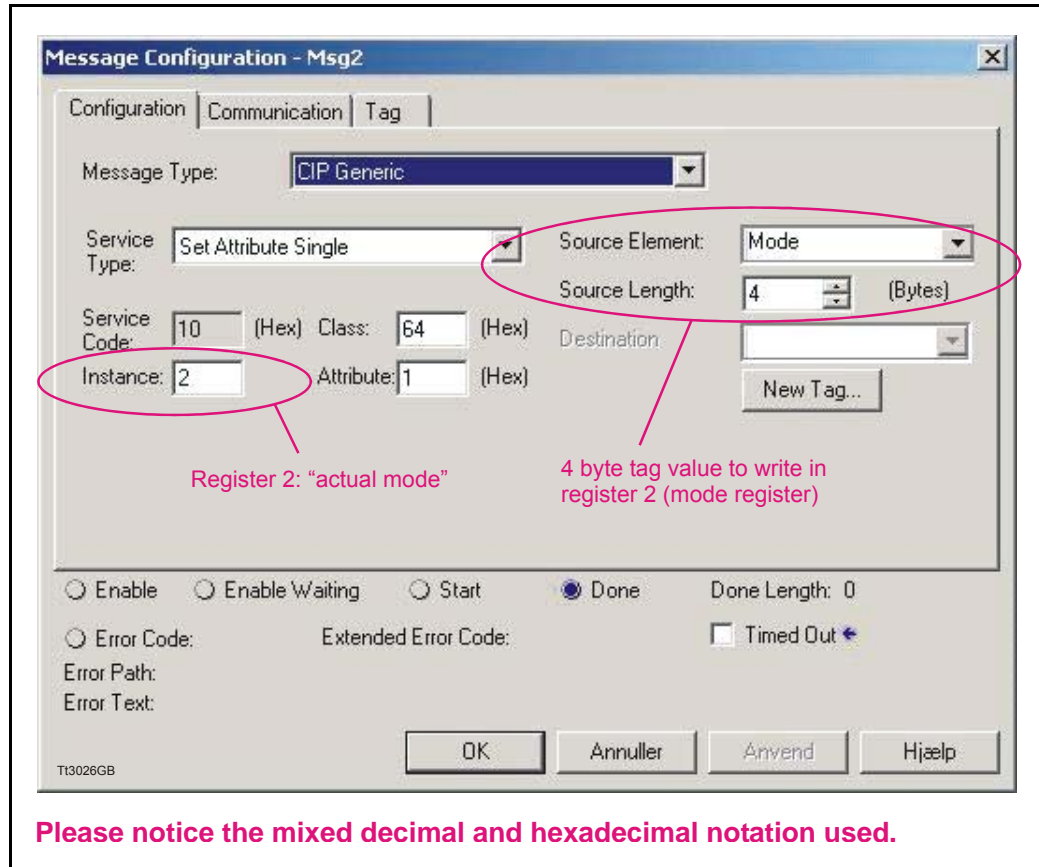 Message Configuration - Msg2
Configuration Communication Tag
Message Type: CIP Generic
Service Type: Set Attribute Single
Source Element: Mode
Source Length: 4 (Bytes)
Service Code: 10 (Hex) Class: 64 (Hex)
Destination
Instance: 2 Attribute: 1 (Hex)
New Tag...
Register 2: “actual mode”
4 byte tag value to write in
register 2 (mode register)
Enable Enable Waiting Start Done Done Length: 0
Error Code: Extended Error Code: Timed Out
Error Path:
Error Text:
OK Annuller Anvend Hjælp
Tt3026GB
Please notice the mixed decimal and hexadecimal notation used.